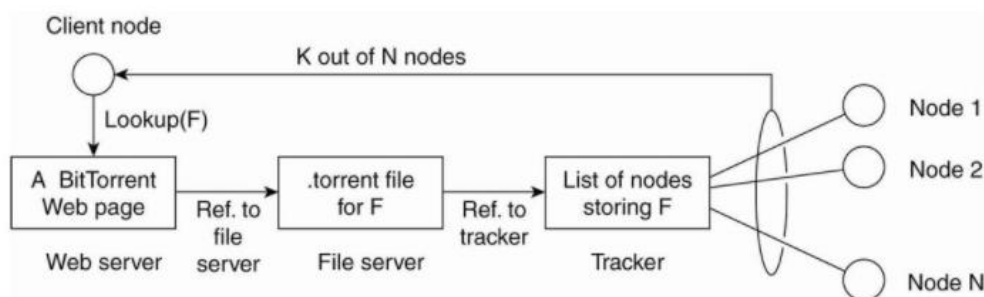 Client node
K out of N nodes
Lookup(F)
A BitTorrent
Web page
Ref. to
file
server
Web server
.torrent file
for F
Ref. to
tracker
File server
List of nodes
storing F
Tracker
Node 1
Node 2
Node N